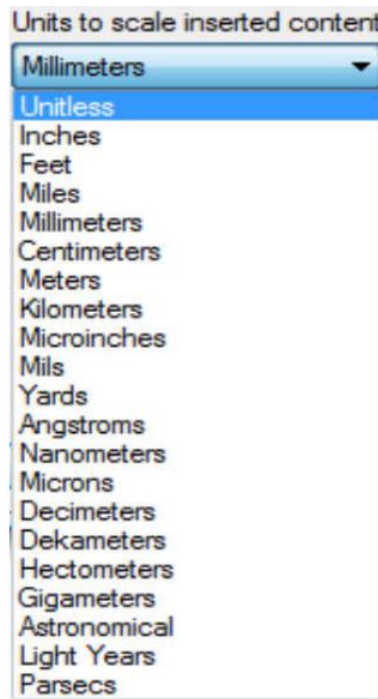 Units to scale inserted content
Millimeters
Unitless
Inches
Feet
Miles
Millimeters
Centimeters
Meters
Kilometers
Microinches
Mils
Yards
Angstroms
Nanometers
Microns
Decimeters
Dekameters
Hectometers
Gigameters
Astronomical
Light Years
Parsecs